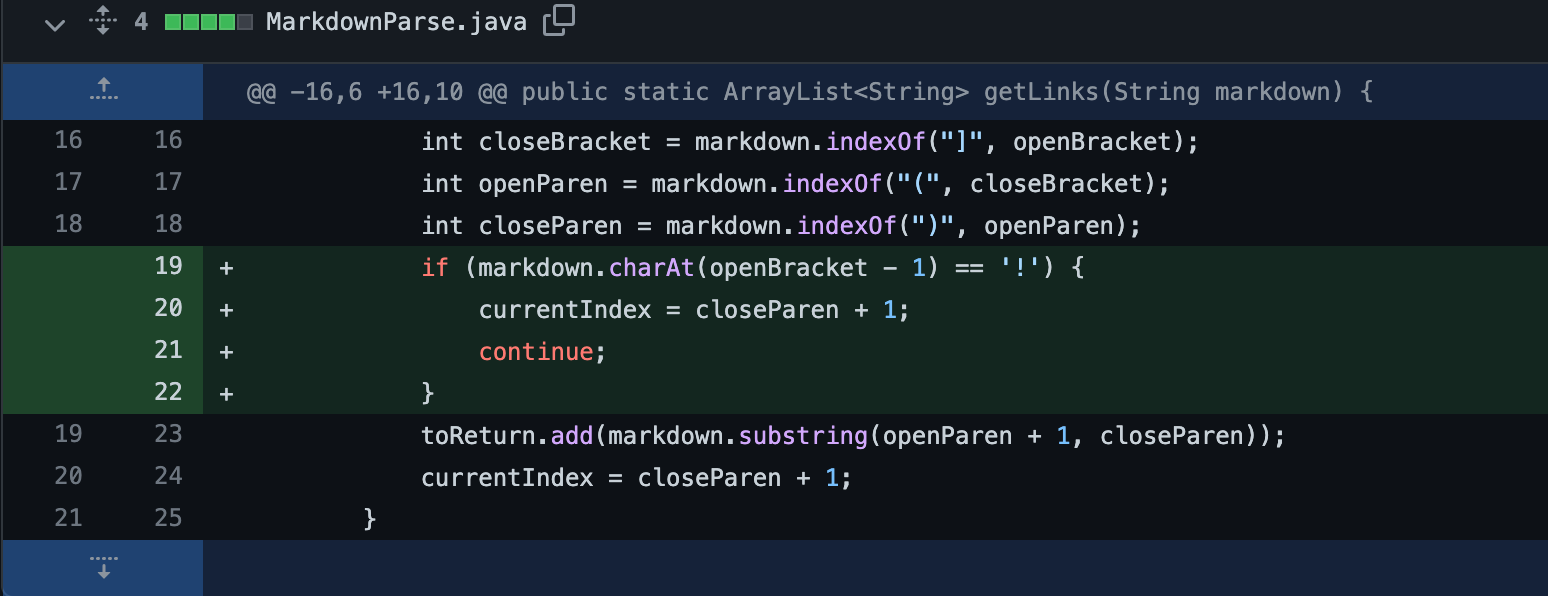 4 MarkdownParse.java
@@ -16,6 +16,10 @@ public static ArrayList<String> getLinks(String markdown) {
16 16 int closeBracket = markdown.indexOf("]", openBracket);
17 17 int openParen = markdown.indexOf("(", closeBracket);
18 18 int closeParen = markdown.indexOf(")", openParen);
19 + if (markdown.charAt(openBracket - 1) == '!') {
20 + currentIndex = closeParen + 1;
21 + continue;
22 + }
19 23 toReturn.add(markdown.substring(openParen + 1, closeParen));
20 24 currentIndex = closeParen + 1;
21 25 }